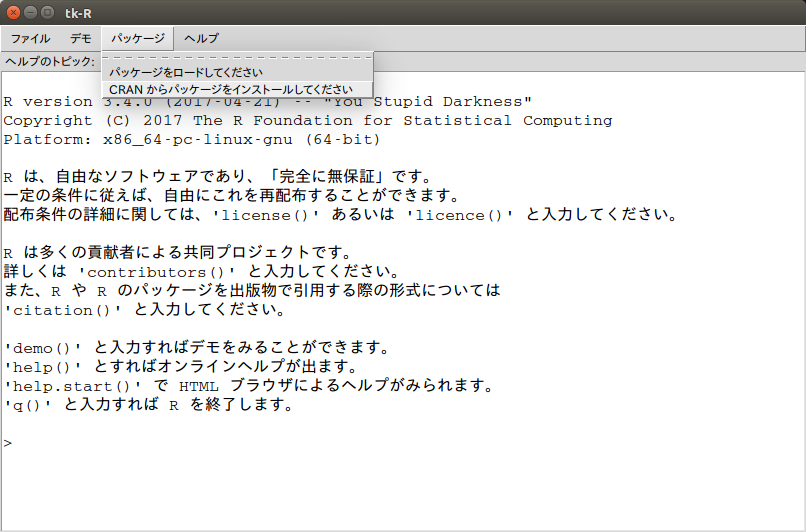 tk-R
ファイル デモ パッケージ ヘルプ
ヘルプのトピック:
パッケージをロードしてください
CRAN からパッケージをインストールしてください
R version 3.4.0 (2017-04-21) -- "You Stupid Darkness"
Copyright (C) 2017 The R Foundation for Statistical Computing
Platform: x86_64-pc-linux-gnu (64-bit)
R は、自由なソフトウェアであり、「完全に無保証」です。
一定の条件に従えば、自由にこれを再配布することができます。
配布条件の詳細に関しては、'license()' あるいは 'licence()' と入力してください。
R は多くの貢献者による共同プロジェクトです。
詳しくは 'contributors()' と入力してください。
また、R や R のパッケージを出版物で引用する際の形式については
'citation()' と入力してください。
'demo()' と入力すればデモをみることができます。
'help()' とすればオンラインヘルプが出ます。
'help.start()' で HTML ブラウザによるヘルプがみられます。
'q()' と入力すれば R を終了します。
>